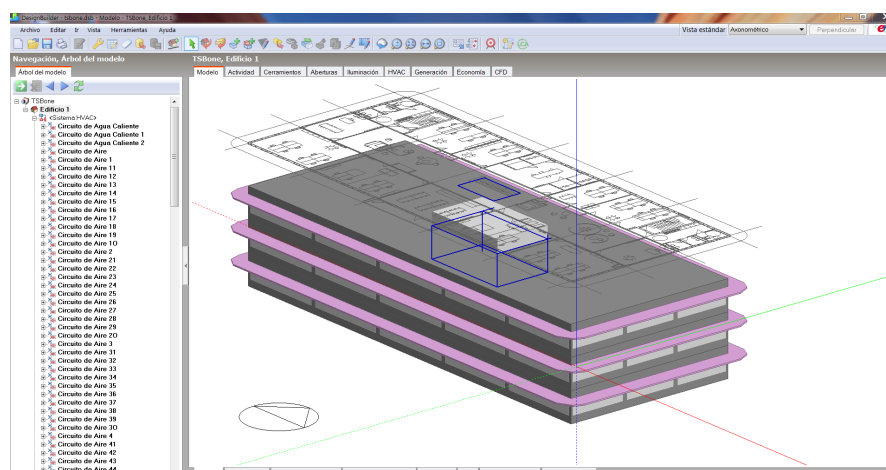 DesignBuilder - tsbone.dsb - Modelo - TSBone, Edificio 1
Archivo Editar Ir Vista Herramientas Ayuda
Vista estándar Axonométrico Perpendicular
Navegación, Árbol del modelo
TSBone, Edificio 1
Árbol del modelo
Modelo Actividad Cerramientos Aberturas Iluminación HVAC Generación Economía CFD
TSBone
Edificio 1
<Sistema HVAC>
Circuito de Agua Caliente
Circuito de Agua Caliente 1
Circuito de Agua Caliente 2
Circuito de Aire
Circuito de Aire 1
Circuito de Aire 11
Circuito de Aire 12
Circuito de Aire 13
Circuito de Aire 14
Circuito de Aire 15
Circuito de Aire 16
Circuito de Aire 17
Circuito de Aire 18
Circuito de Aire 19
Circuito de Aire 10
Circuito de Aire 2
Circuito de Aire 21
Circuito de Aire 22
Circuito de Aire 23
Circuito de Aire 24
Circuito de Aire 25
Circuito de Aire 26
Circuito de Aire 27
Circuito de Aire 28
Circuito de Aire 29
Circuito de Aire 20
Circuito de Aire 3
Circuito de Aire 31
Circuito de Aire 32
Circuito de Aire 33
Circuito de Aire 34
Circuito de Aire 35
Circuito de Aire 36
Circuito de Aire 37
Circuito de Aire 38
Circuito de Aire 39
Circuito de Aire 30
Circuito de Aire 4
Circuito de Aire 41
Circuito de Aire 42
Circuito de Aire 43
Circuito de Aire 44